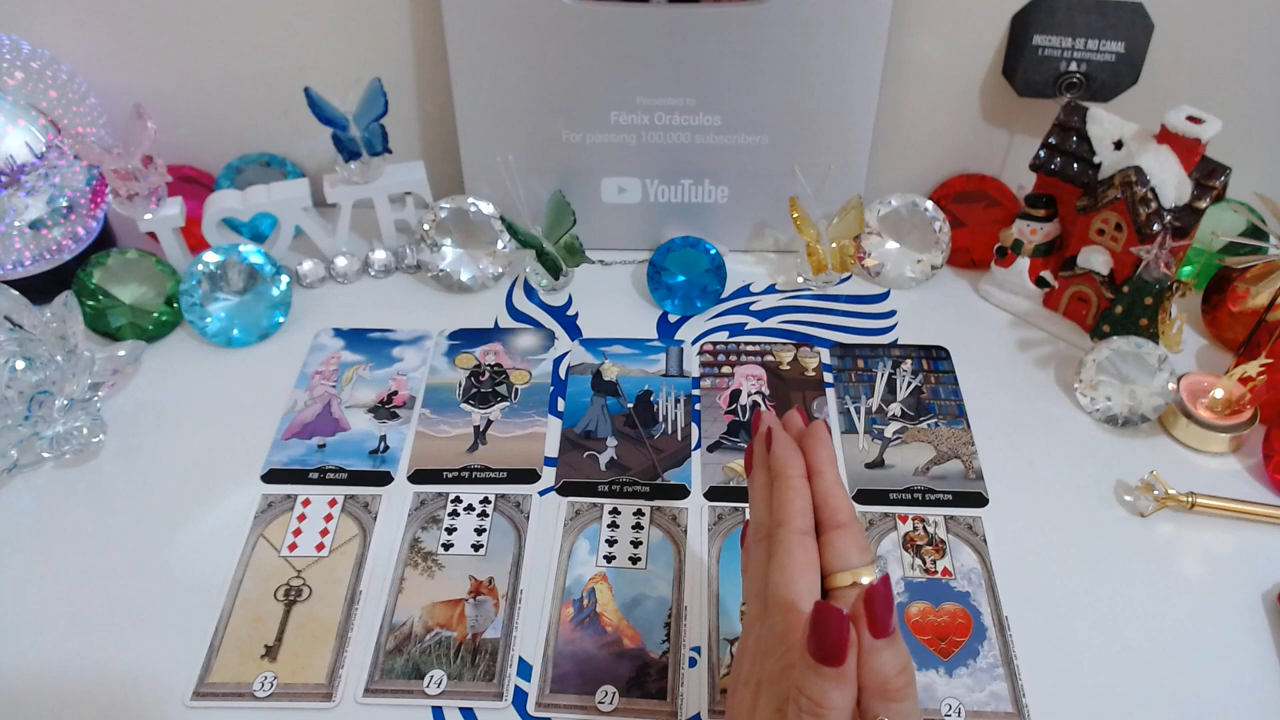 INSCREVA-SE NO CANAL
E ATIVE AS NOTIFICAÇÕES
Presented to
Fênix Oráculos
For passing 100,000 subscribers
YouTube
LOVE
XIII - DEATH
TWO OF PENTACLES
SIX OF SWORDS
SEVEN OF SWORDS
33
14
21
24